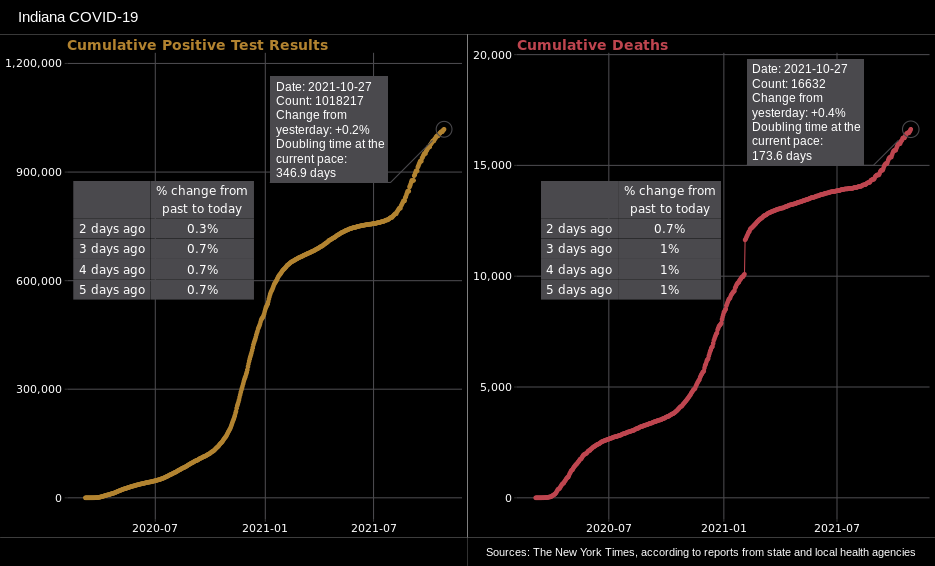 Indiana COVID-19
Cumulative Positive Test Results
1,200,000
900,000
600,000
300,000
0
2020-07
2021-01
2021-07
Date: 2021-10-27
Count: 1018217
Change from
yesterday: +0.2%
Doubling time at the
current pace:
346.9 days
% change from
past to today
2 days ago 0.3%
3 days ago 0.7%
4 days ago 0.7%
5 days ago 0.7%
Cumulative Deaths
20,000
15,000
10,000
5,000
0
2020-07
2021-01
2021-07
Date: 2021-10-27
Count: 16632
Change from
yesterday: +0.4%
Doubling time at the
current pace:
173.6 days
% change from
past to today
2 days ago 0.7%
3 days ago 1%
4 days ago 1%
5 days ago 1%
Sources: The New York Times, according to reports from state and local health agencies